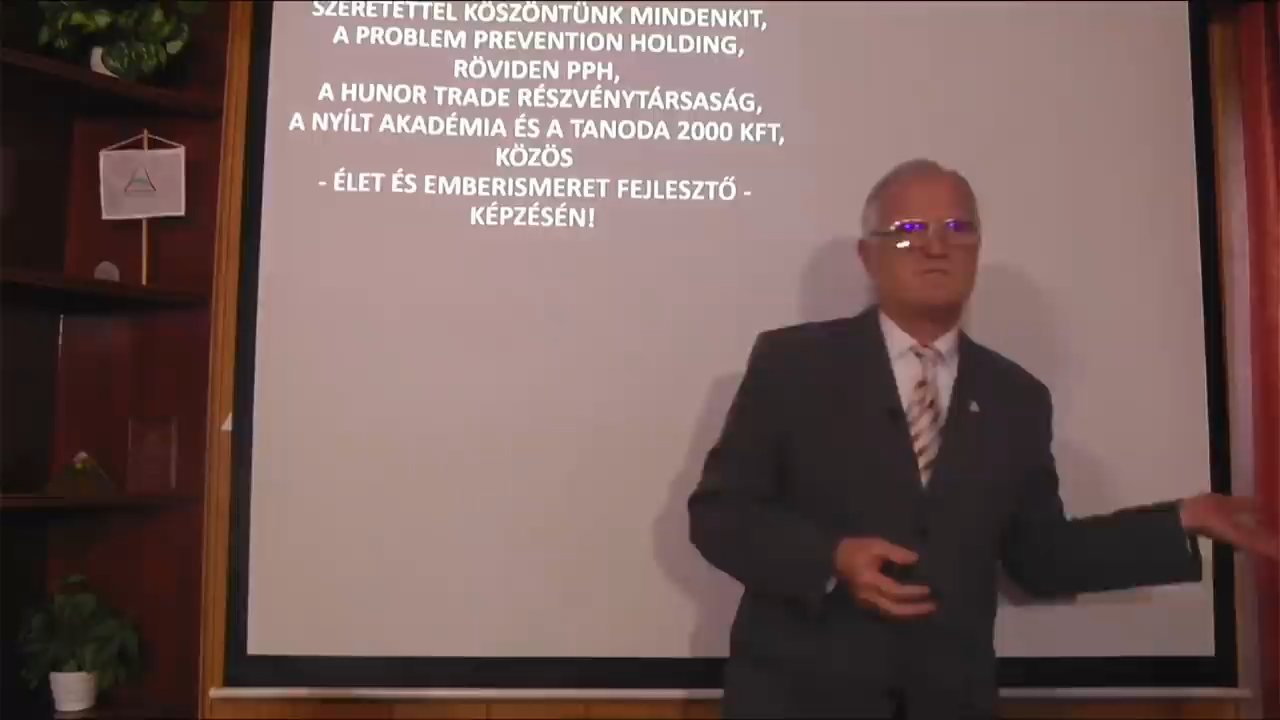 SZERETETTEL KÖSZÖNTÜNK MINDENKIT,
A PROBLEM PREVENTION HOLDING,
RÖVIDEN PPH,
A HUNOR TRADE RÉSZVÉNYTÁRSASÁG,
A NYÍLT AKADÉMIA ÉS A TANODA 2000 KFT,
KÖZÖS
- ÉLET ÉS EMBERISMERET FEJLESZTŐ -
KÉPZÉSÉN!